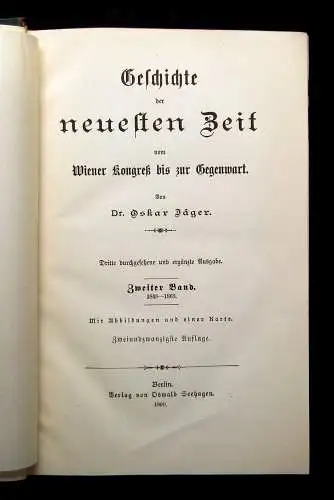 Geschichte
der
neuesten Zeit
vom
Wiener Kongreß bis zur Gegenwart.
Von
Dr. Oskar Jäger.
Dritte durchgesehene und ergänzte Ausgabe.
Zweiter Band.
Mit Abbildungen und einer Karte.
Zweiundzwanzigste Auflage.
Berlin.
Verlag von Oswald Seehagen.